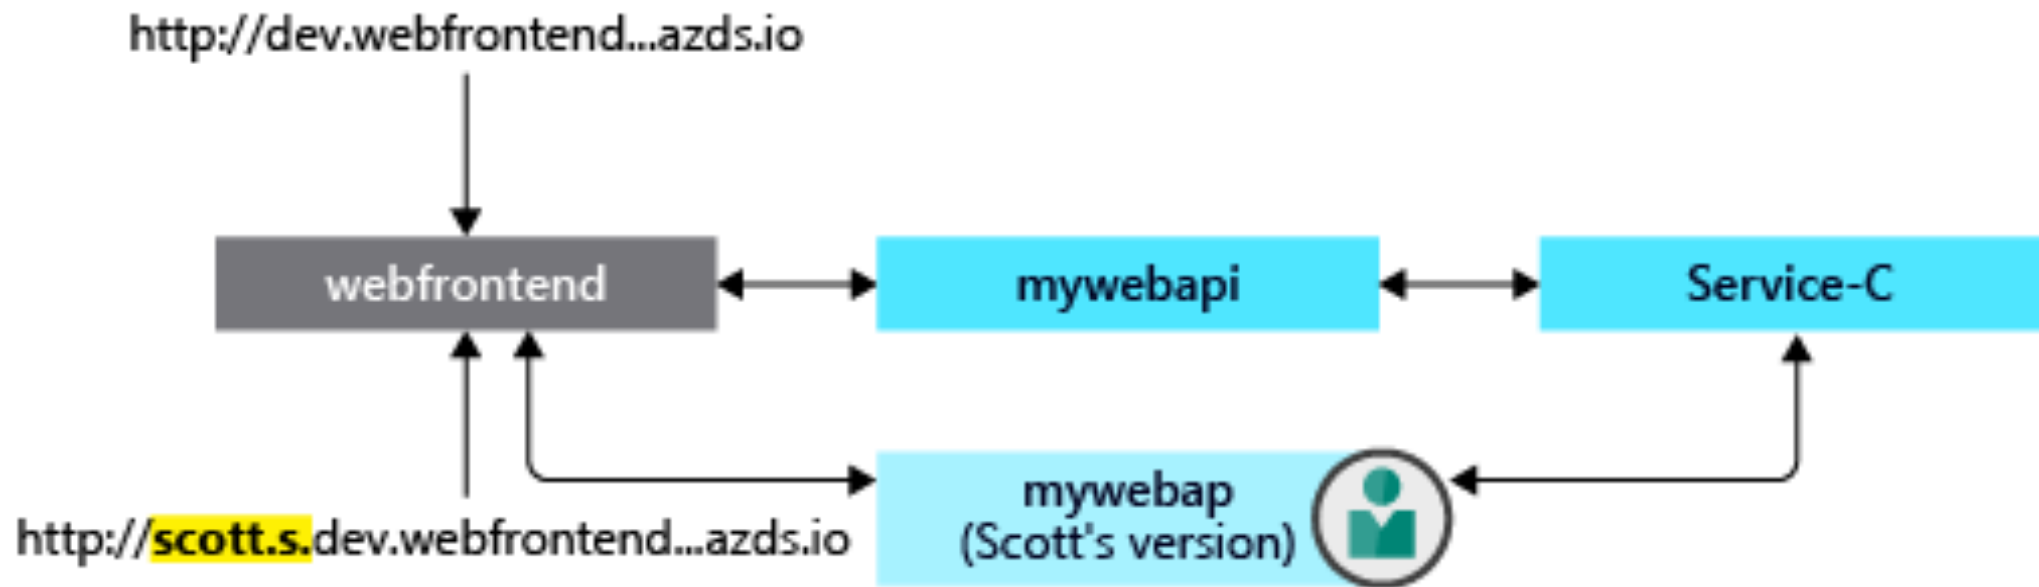 http://dev.webfrontend...azds.io
webfrontend
mywebapi
Service-C
mywebap
(Scott's version)
http://scott.s.dev.webfrontend...azds.io